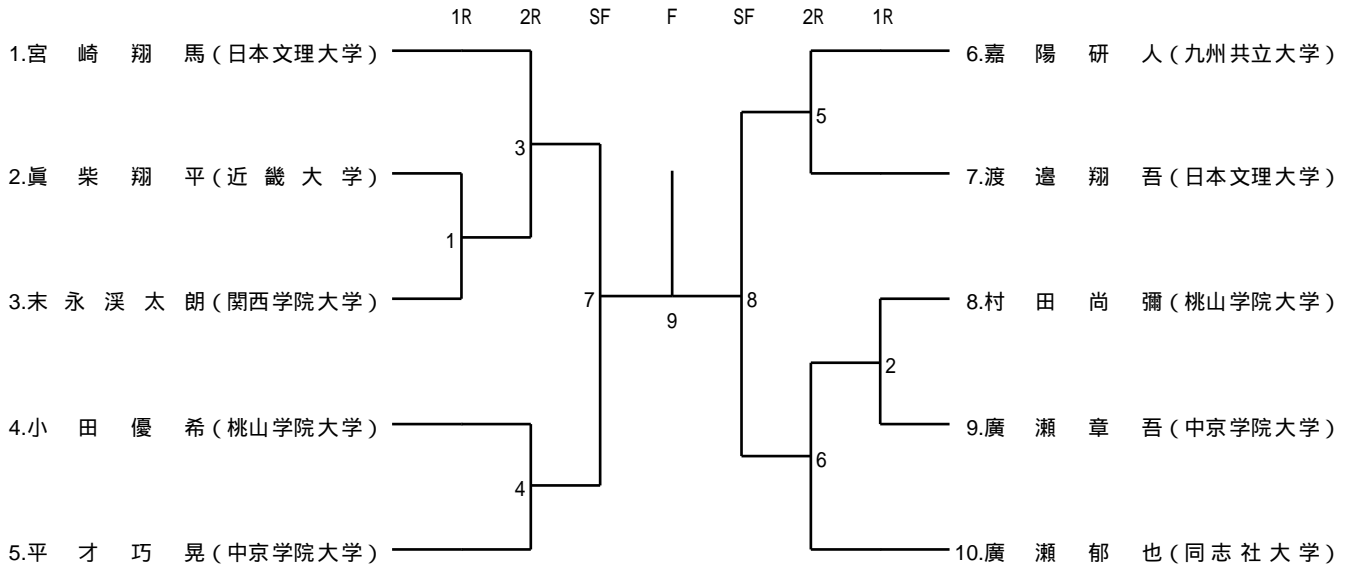 1R 2R SF F SF 2R 1R
1.宮崎翔馬(日本文理大学)
2.眞柴翔平(近畿大学)
3.末永渓太朗(関西学院大学)
4.小田優希(桃山学院大学)
5.平才巧晃(中京学院大学)
1
3
4
7
9
8
5
2
6
6.嘉陽研人(九州共立大学)
7.渡邉翔吾(日本文理大学)
8.村田尚彌(桃山学院大学)
9.廣瀬章吾(中京学院大学)
10.廣瀬郁也(同志社大学)